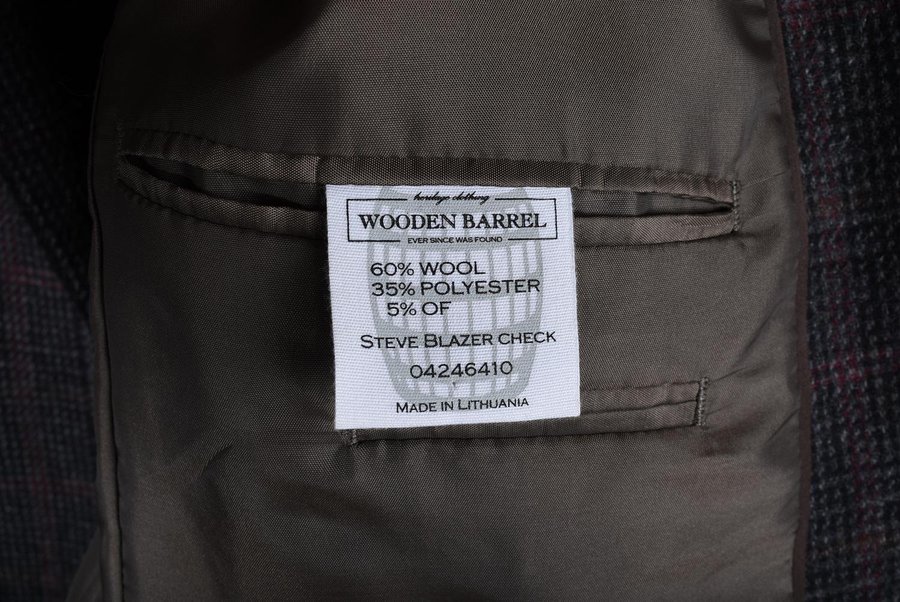 heritage clothing
WOODEN BARREL
EVER SINCE WAS FOUND
60% WOOL
35% POLYESTER
5% OF
STEVE BLAZER CHECK
04246410
MADE IN LITHUANIA